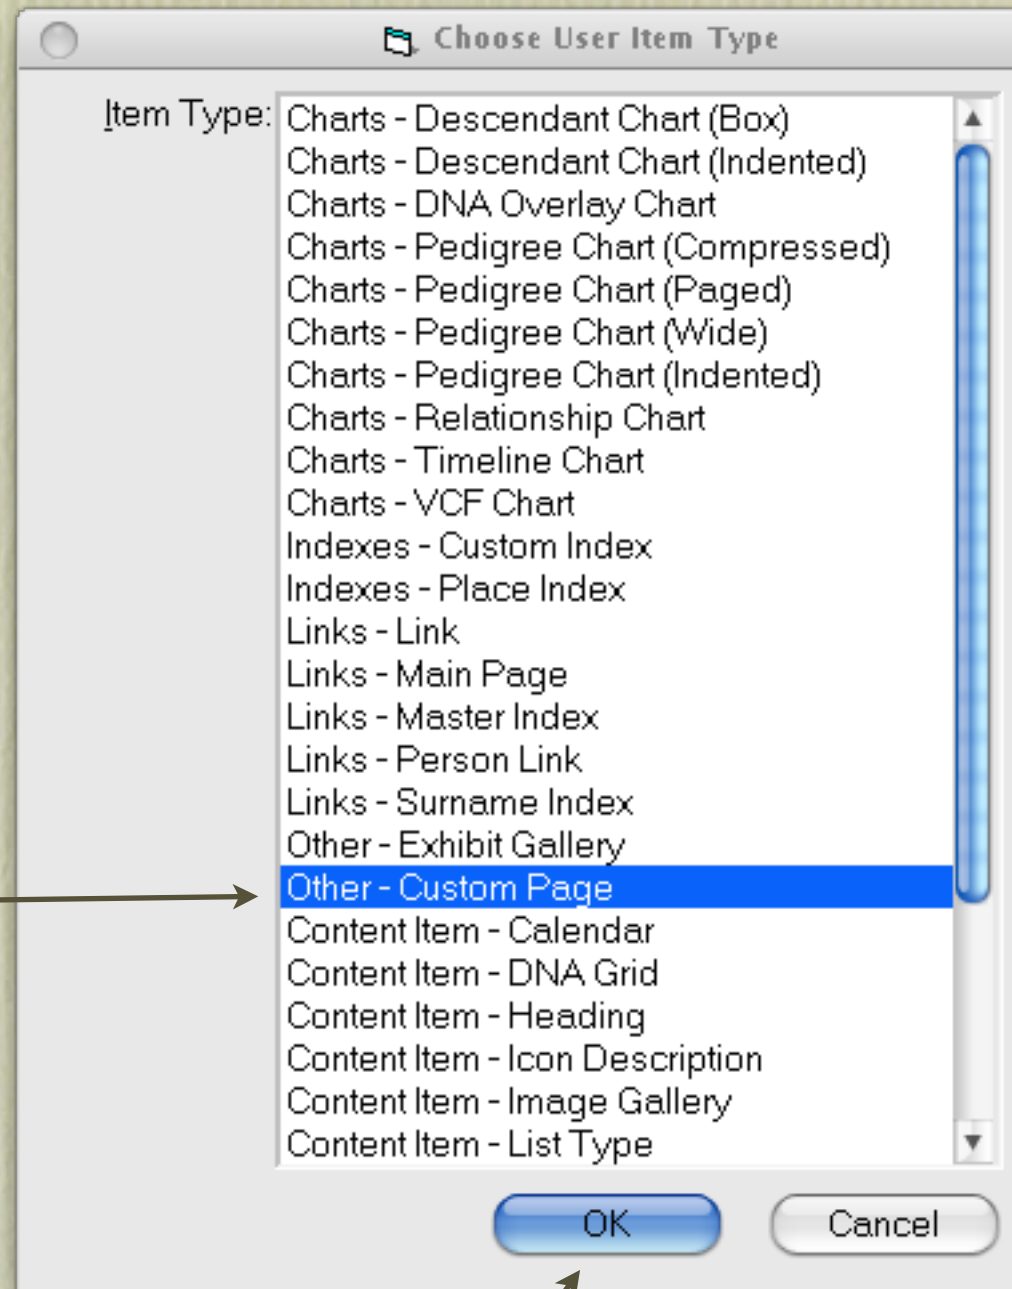 Choose User Item Type
Item Type:
Charts - Descendant Chart (Box)
Charts - Descendant Chart (Indented)
Charts - DNA Overlay Chart
Charts - Pedigree Chart (Compressed)
Charts - Pedigree Chart (Paged)
Charts - Pedigree Chart (Wide)
Charts - Pedigree Chart (Indented)
Charts - Relationship Chart
Charts - Timeline Chart
Charts - VCF Chart
Indexes - Custom Index
Indexes - Place Index
Links - Link
Links - Main Page
Links - Master Index
Links - Person Link
Links - Surname Index
Other - Exhibit Gallery
Other - Custom Page
Content Item - Calendar
Content Item - DNA Grid
Content Item - Heading
Content Item - Icon Description
Content Item - Image Gallery
Content Item - List Type
OK Cancel